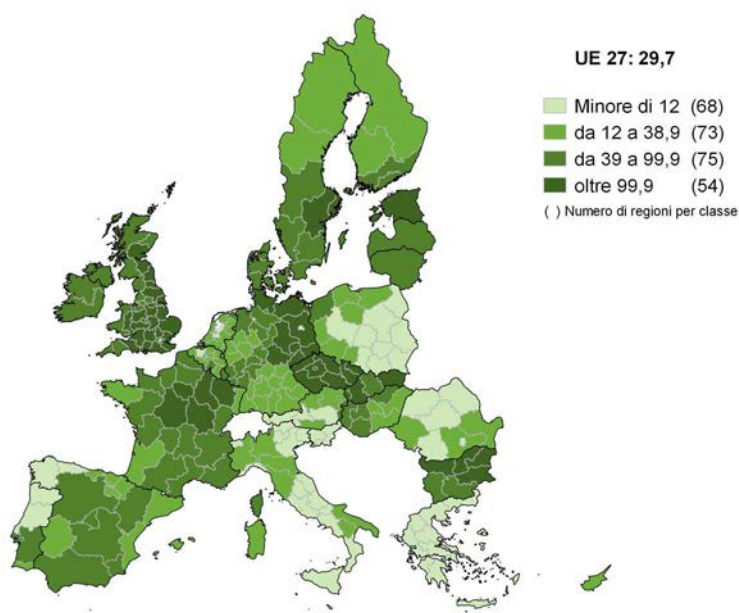 UE 27: 29,7
Minore di 12 (68)
da 12 a 38,9 (73)
da 39 a 99,9 (75)
oltre 99,9 (54)
( ) Numero di regioni per classe